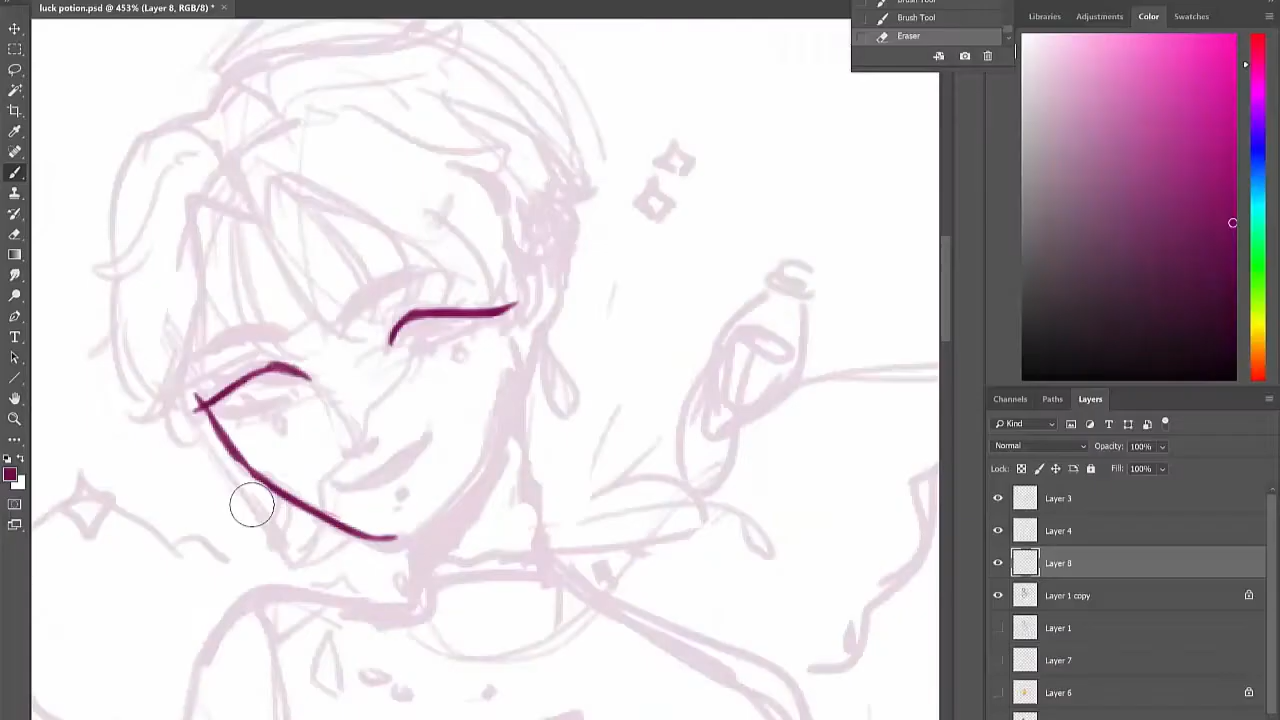 luck potion.psd @ 453% (Layer 8, RGB/8) * ×
Brush Tool
Brush Tool
Eraser
Libraries Adjustments Color Swatches
Channels Paths Layers
Kind
Normal Opacity: 100%
Lock: Fill: 100%
Layer 3
Layer 4
Layer 8
Layer 1 copy
Layer 1
Layer 7
Layer 6